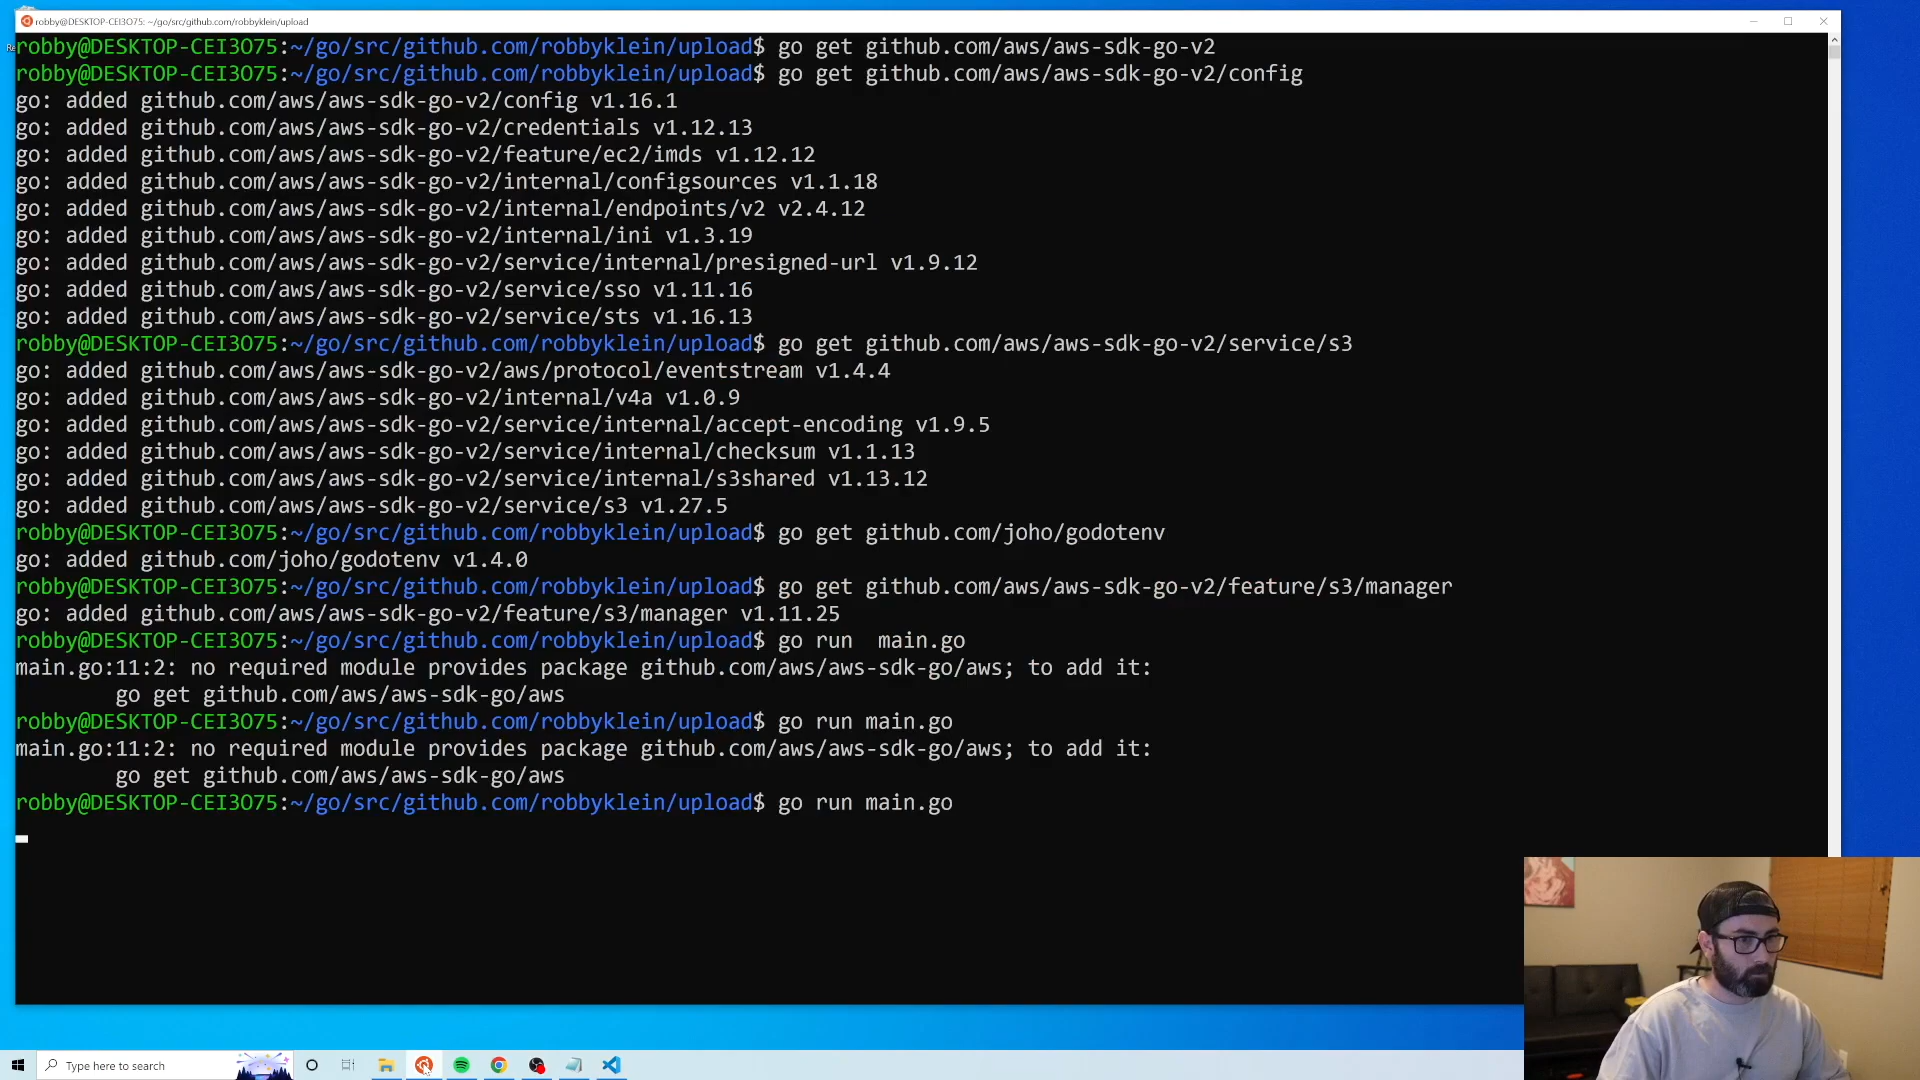 robby@DESKTOP-CEI3O75: ~/go/src/github.com/robbyklein/upload
robby@DESKTOP-CEI3O75:~/go/src/github.com/robbyklein/upload$ go get github.com/aws/aws-sdk-go-v2
robby@DESKTOP-CEI3O75:~/go/src/github.com/robbyklein/upload$ go get github.com/aws/aws-sdk-go-v2/config
go: added github.com/aws/aws-sdk-go-v2/config v1.16.1
go: added github.com/aws/aws-sdk-go-v2/credentials v1.12.13
go: added github.com/aws/aws-sdk-go-v2/feature/ec2/imds v1.12.12
go: added github.com/aws/aws-sdk-go-v2/internal/configsources v1.1.18
go: added github.com/aws/aws-sdk-go-v2/internal/endpoints/v2 v2.4.12
go: added github.com/aws/aws-sdk-go-v2/internal/ini v1.3.19
go: added github.com/aws/aws-sdk-go-v2/service/internal/presigned-url v1.9.12
go: added github.com/aws/aws-sdk-go-v2/service/sso v1.11.16
go: added github.com/aws/aws-sdk-go-v2/service/sts v1.16.13
robby@DESKTOP-CEI3O75:~/go/src/github.com/robbyklein/upload$ go get github.com/aws/aws-sdk-go-v2/service/s3
go: added github.com/aws/aws-sdk-go-v2/aws/protocol/eventstream v1.4.4
go: added github.com/aws/aws-sdk-go-v2/internal/v4a v1.0.9
go: added github.com/aws/aws-sdk-go-v2/service/internal/accept-encoding v1.9.5
go: added github.com/aws/aws-sdk-go-v2/service/internal/checksum v1.1.13
go: added github.com/aws/aws-sdk-go-v2/service/internal/s3shared v1.13.12
go: added github.com/aws/aws-sdk-go-v2/service/s3 v1.27.5
robby@DESKTOP-CEI3O75:~/go/src/github.com/robbyklein/upload$ go get github.com/joho/godotenv
go: added github.com/joho/godotenv v1.4.0
robby@DESKTOP-CEI3O75:~/go/src/github.com/robbyklein/upload$ go get github.com/aws/aws-sdk-go-v2/feature/s3/manager
go: added github.com/aws/aws-sdk-go-v2/feature/s3/manager v1.11.25
robby@DESKTOP-CEI3O75:~/go/src/github.com/robbyklein/upload$ go run  main.go
main.go:11:2: no required module provides package github.com/aws/aws-sdk-go/aws; to add it:
        go get github.com/aws/aws-sdk-go/aws
robby@DESKTOP-CEI3O75:~/go/src/github.com/robbyklein/upload$ go run main.go
main.go:11:2: no required module provides package github.com/aws/aws-sdk-go/aws; to add it:
        go get github.com/aws/aws-sdk-go/aws
robby@DESKTOP-CEI3O75:~/go/src/github.com/robbyklein/upload$ go run main.go
Type here to search